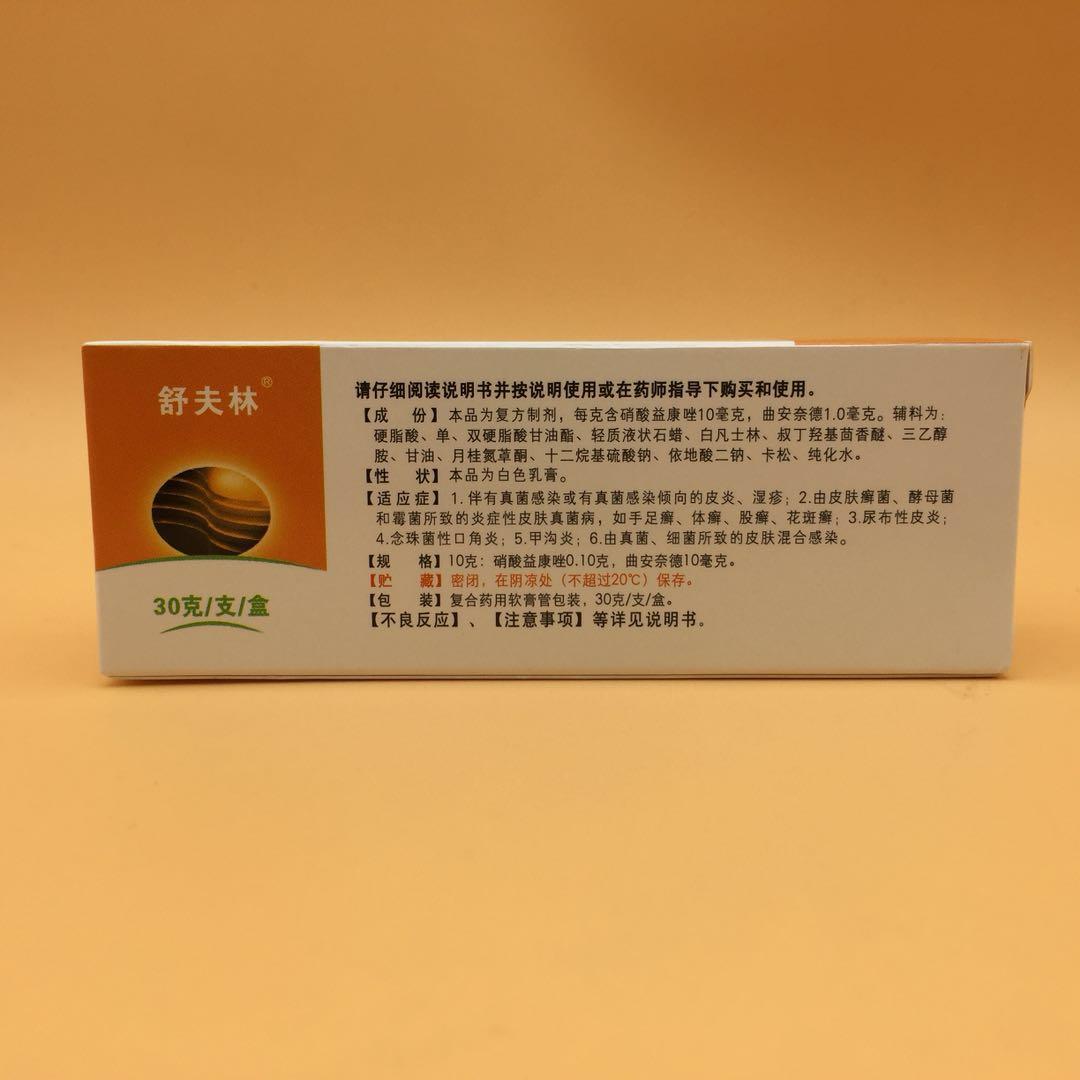 舒夫林®
30克/支/盒
请仔细阅读说明书并按说明使用或在药师指导下购买和使用。
【成 份】本品为复方制剂，每克含硝酸益康唑10毫克，曲安奈德1.0毫克。辅料为：
硬脂酸、单、双硬脂酸甘油酯、轻质液状石蜡、白凡士林、叔丁羟基茴香醚、三乙醇
胺、甘油、月桂氮䓬酮、十二烷基硫酸钠、依地酸二钠、卡松、纯化水。
【性 状】本品为白色乳膏。
【适应症】1.伴有真菌感染或有真菌感染倾向的皮炎、湿疹；2.由皮肤癣菌、酵母菌
和霉菌所致的炎症性皮肤真菌病，如手足癣、体癣、股癣、花斑癣；3.尿布性皮炎；
4.念珠菌性口角炎；5.甲沟炎；6.由真菌、细菌所致的皮肤混合感染。
【规 格】10克：硝酸益康唑0.10克，曲安奈德10毫克。
【贮 藏】密闭，在阴凉处（不超过20℃）保存。
【包 装】复合药用软膏管包装，30克/支/盒。
【不良反应】、【注意事项】等详见说明书。